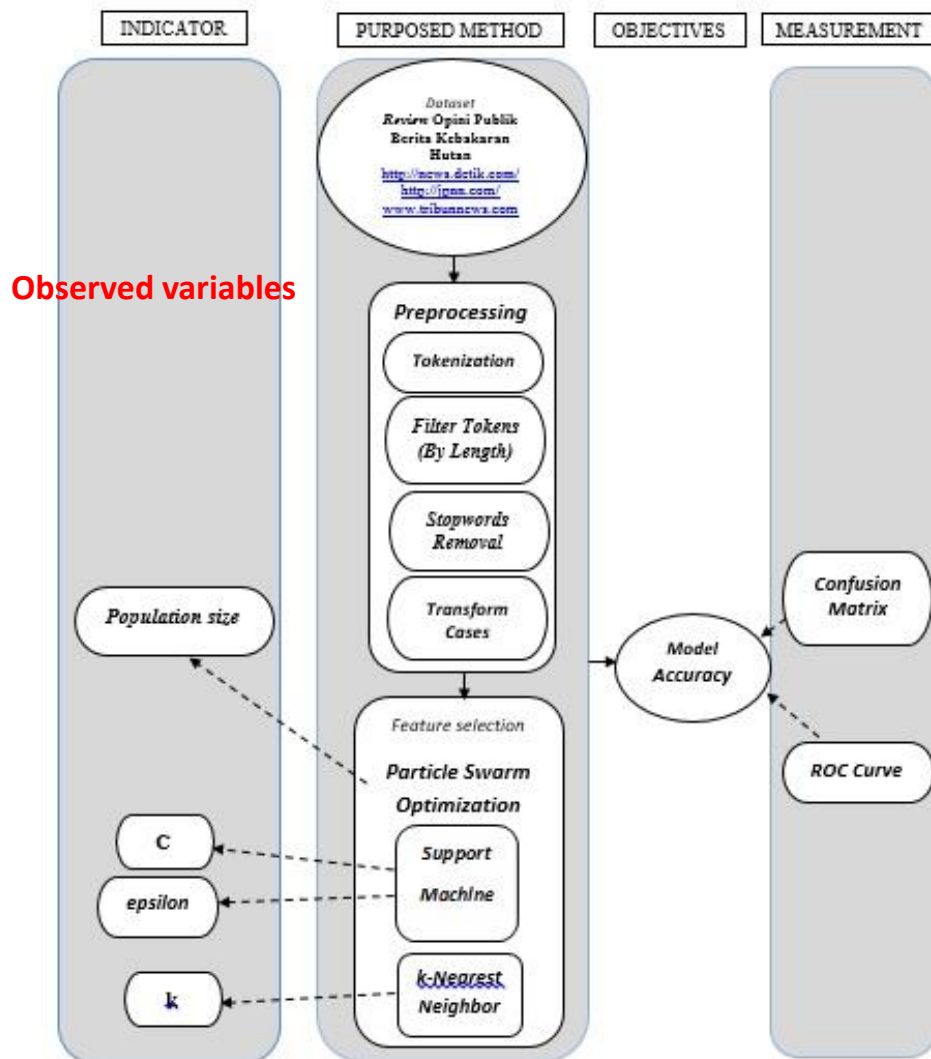 INDICATOR
PURPOSED METHOD
OBJECTIVES
MEASUREMENT
Dataset
Review Opini Publik
Berita Kebakaran
Hutan
http://news.detik.com/
http://jpnn.com/
www.tribunnews.com
Observed variables
Preprocessing
Tokenization
Filter Tokens
(By Length)
Stopwords
Removal
Transform
Cases
Population size
Model
Accuracy
Confusion
Matrix
ROC Curve
Feature selection
Particle Swarm
Optimization
Support
Machine
k-Nearest
Neighbor
C
epsilon
k